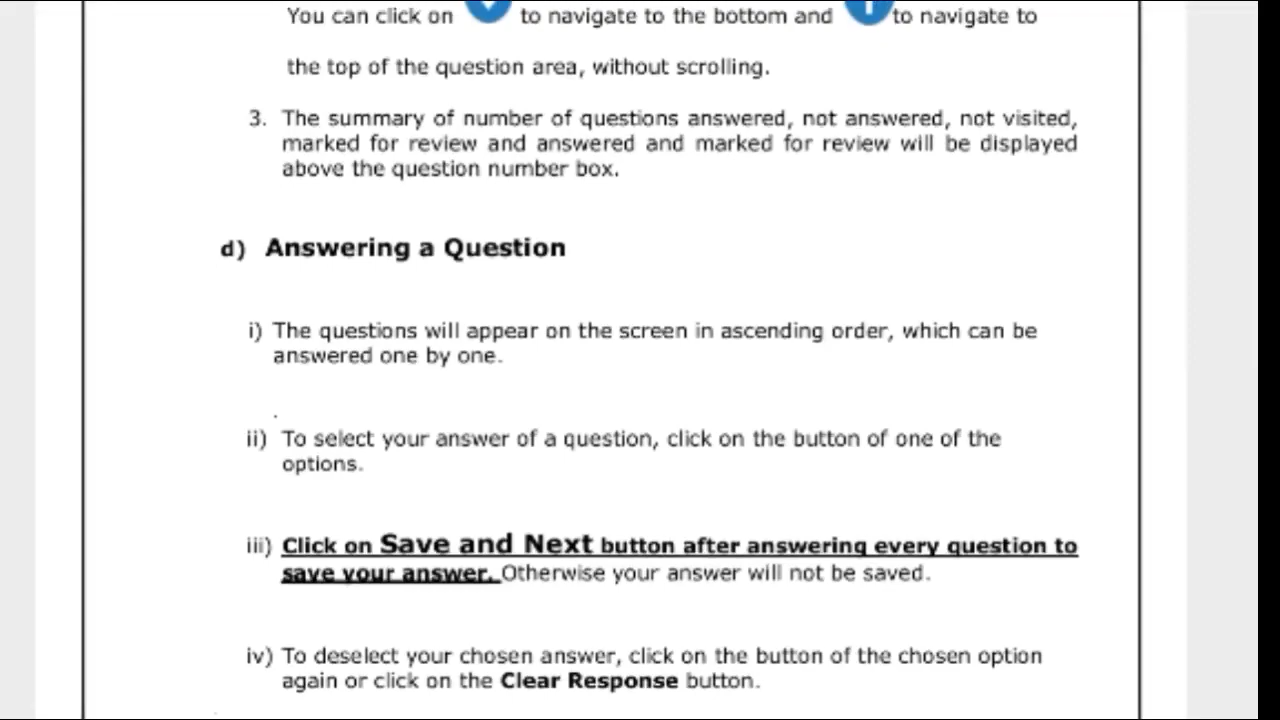 You can click on to navigate to the bottom and to navigate to
the top of the question area, without scrolling.
3. The summary of number of questions answered, not answered, not visited,
marked for review and answered and marked for review will be displayed
above the question number box.
d) Answering a Question
i) The questions will appear on the screen in ascending order, which can be
answered one by one.
.
ii) To select your answer of a question, click on the button of one of the
options.
iii) Click on Save and Next button after answering every question to
save your answer. Otherwise your answer will not be saved.
iv) To deselect your chosen answer, click on the button of the chosen option
again or click on the Clear Response button.